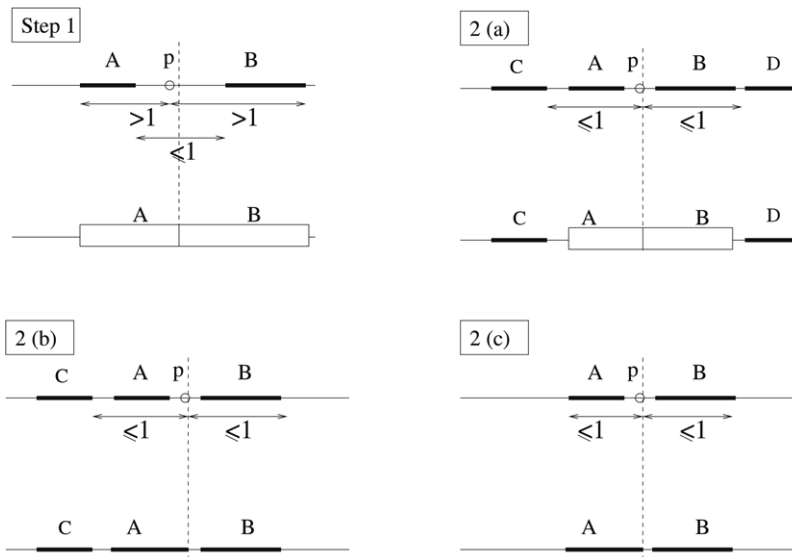 Step 1
A p B
>1 >1
⩽1
A B
2 (a)
C A p B D
⩽1 ⩽1
C A B D
2 (b)
C A p B
⩽1 ⩽1
C A B
2 (c)
A p B
⩽1 ⩽1
A B